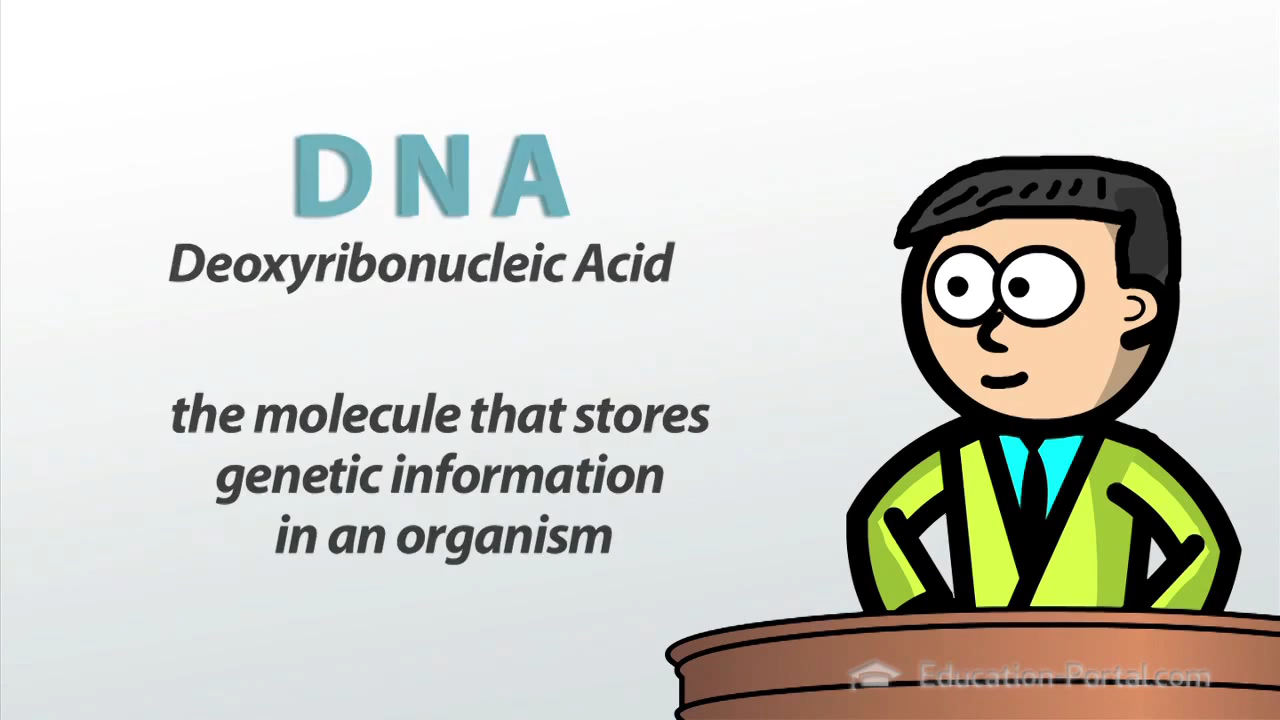 DNA
Deoxyribonucleic Acid
the molecule that stores
genetic information
in an organism
Education-Portal.com